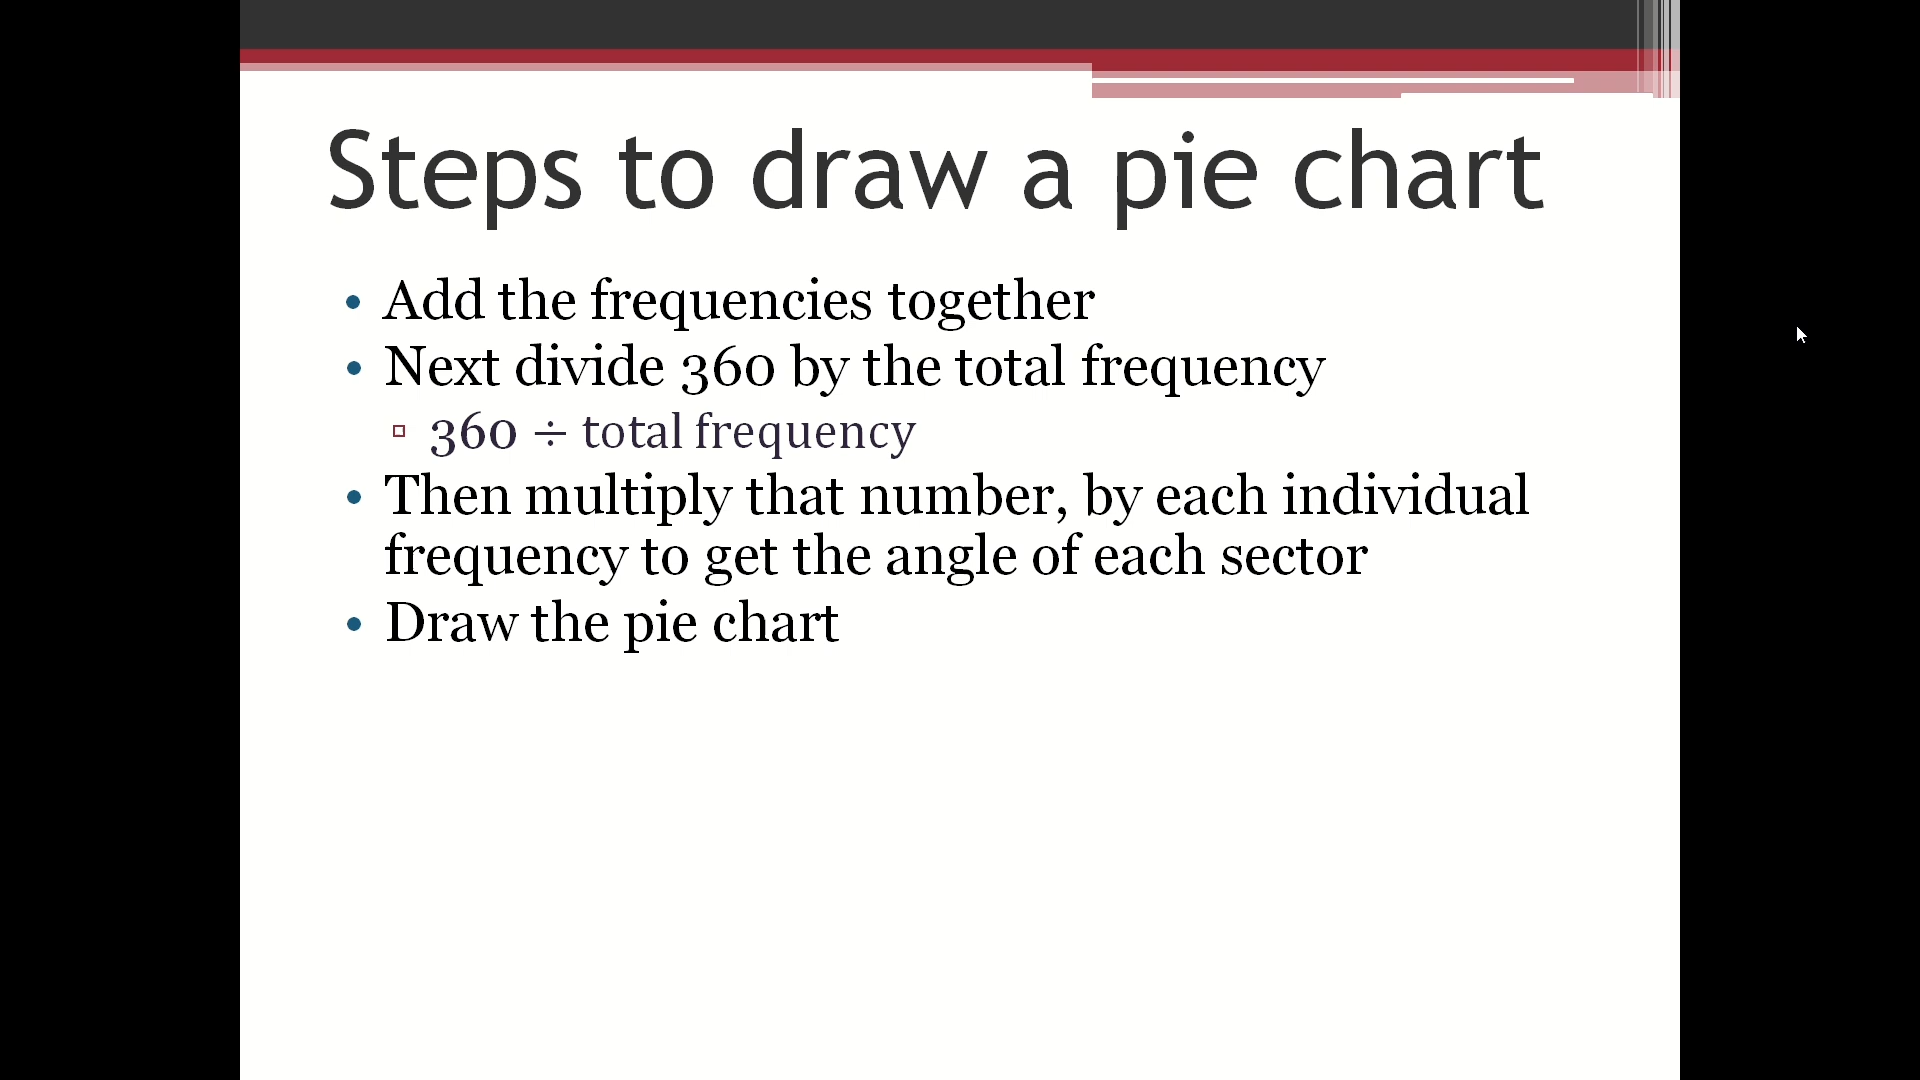 Steps to draw a pie chart
• Add the frequencies together
• Next divide 360 by the total frequency
▫ 360 ÷ total frequency
• Then multiply that number, by each individual
frequency to get the angle of each sector
• Draw the pie chart